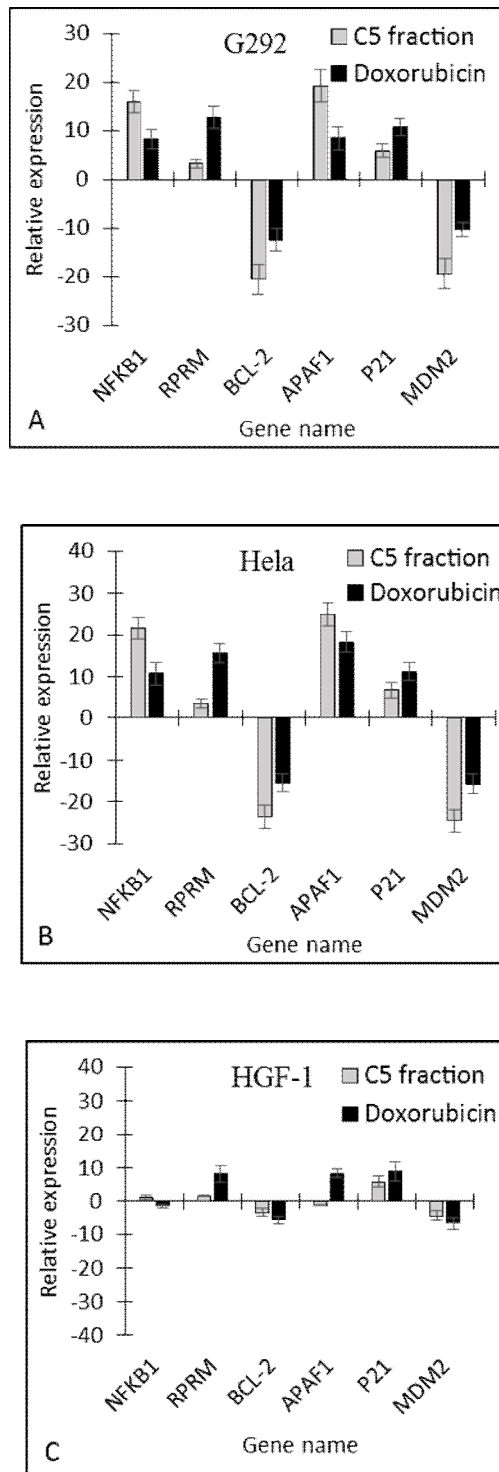 G292
C5 fraction
Doxorubicin
Relative expression
30
20
10
0
-10
-20
-30
NFKB1
RPRM
BCL-2
APAF1
P21
MDM2
Gene name
A
Hela
C5 fraction
Doxorubicin
Relative expression
40
30
20
10
0
-10
-20
-30
NFKB1
RPRM
BCL-2
APAF1
P21
MDM2
Gene name
B
HGF-1
C5 fraction
Doxorubicin
Relative expression
40
30
20
10
0
-10
-20
-30
-40
NFKB1
RPRM
BCL-2
APAF1
P21
MDM2
Gene name
C